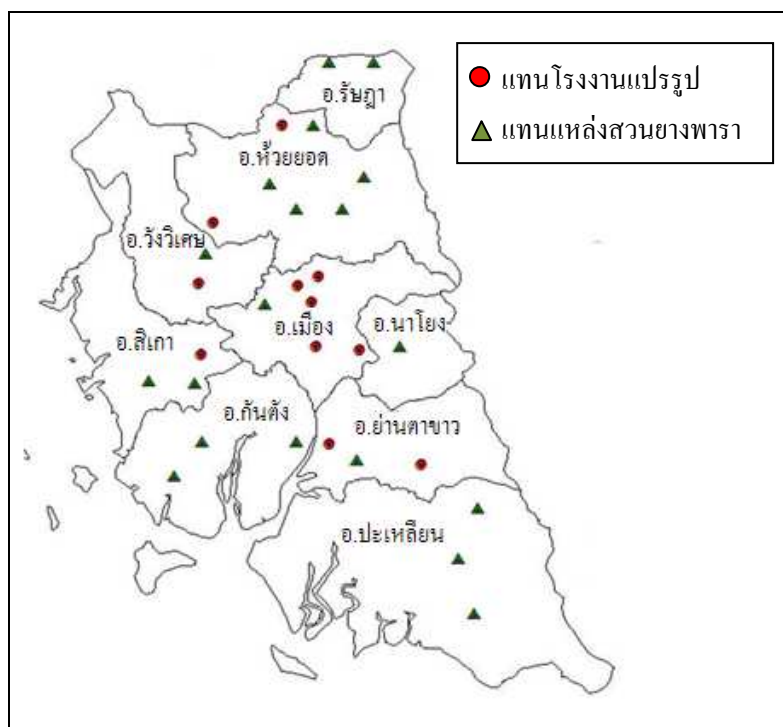 แทนโรงงานแปรรูป
แทนแหล่งสวนยางพารา
อ.รัษฎา
อ.ห้วยยอด
อ.วังวิเศษ
อ.เมือง
อ.นาโยง
อ.สิเกา
อ.กันตัง
อ.ย่านตาขาว
อ.ปะเหลียน